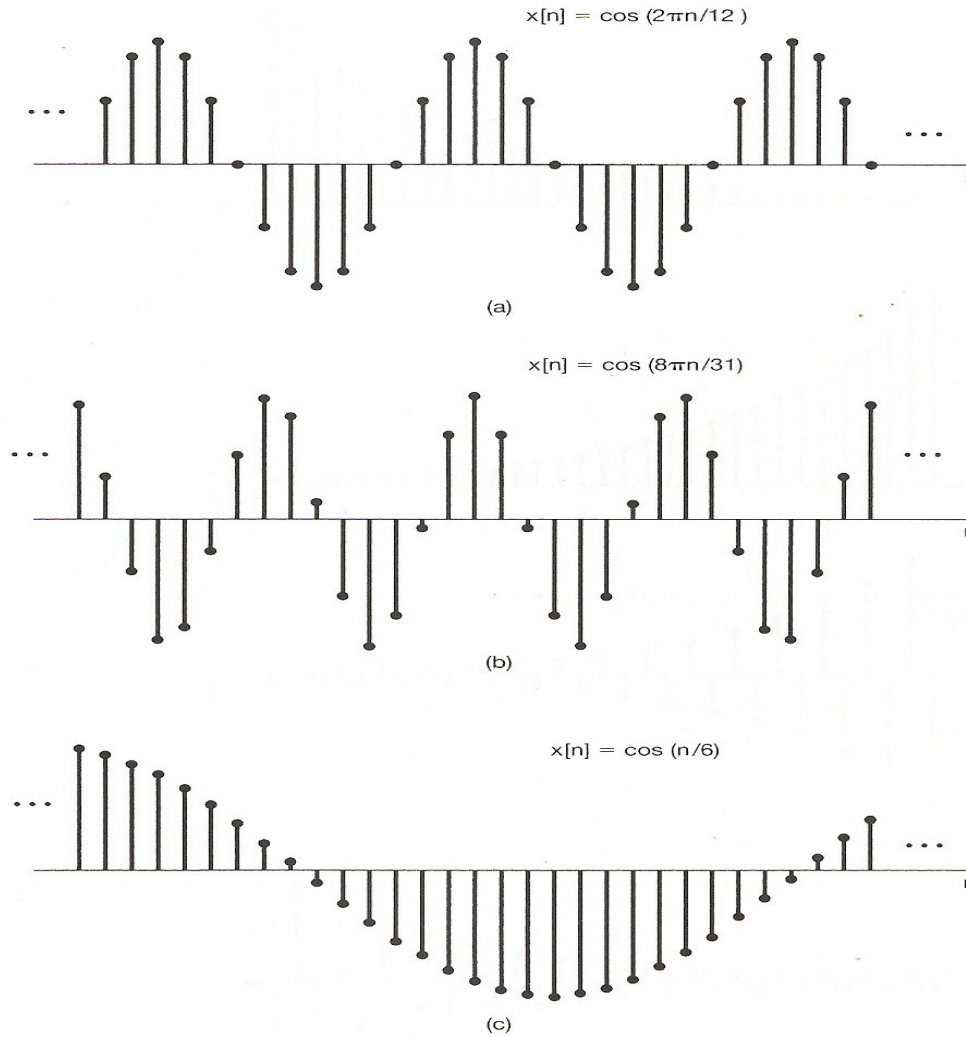 x[n] = cos (2πn/12 )
(a)
x[n] = cos (8πn/31)
(b)
x[n] = cos (n/6)
(c)